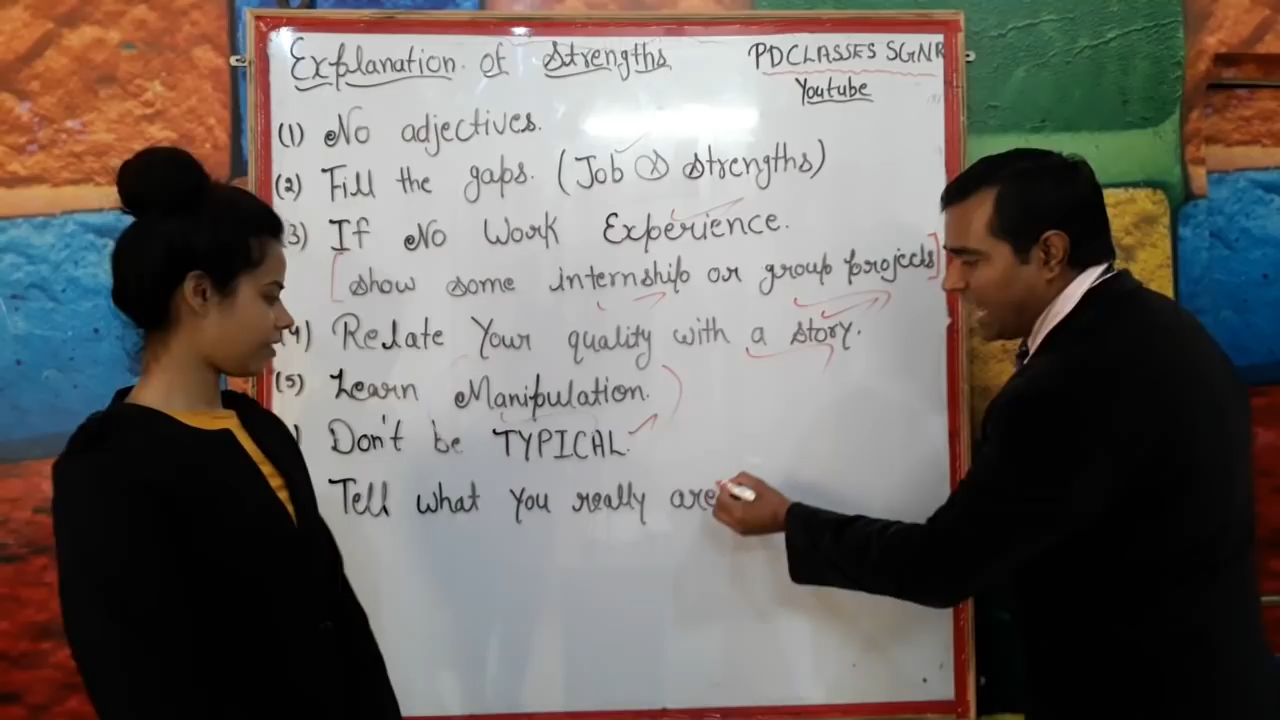 Explanation of Strengths
PDCLASSES SGNR
Youtube
(1) No adjectives.
(2) Fill the gaps. (Job & strengths)
3) If No Work Experience.
[show some internship or group projects]
4) Relate Your quality with a story.
(5) Learn Manipulation.
) Don't be TYPICAL.
Tell what you really are